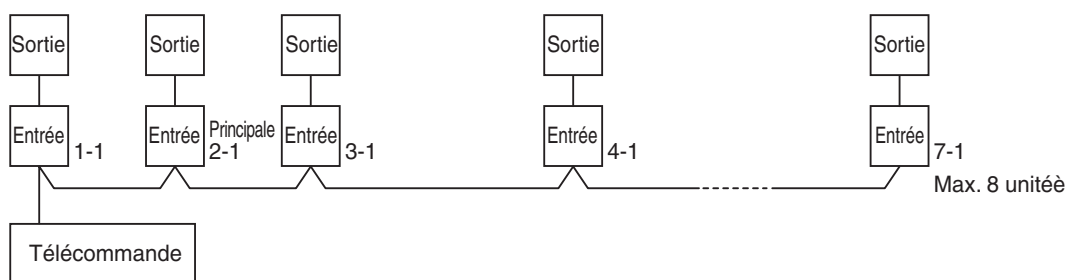 Sortie Sortie Sortie Sortie Sortie
Entrée 1-1 Entrée Principale 2-1 Entrée 3-1 Entrée 4-1 Entrée 7-1
Max. 8 unitéè
Télécommande